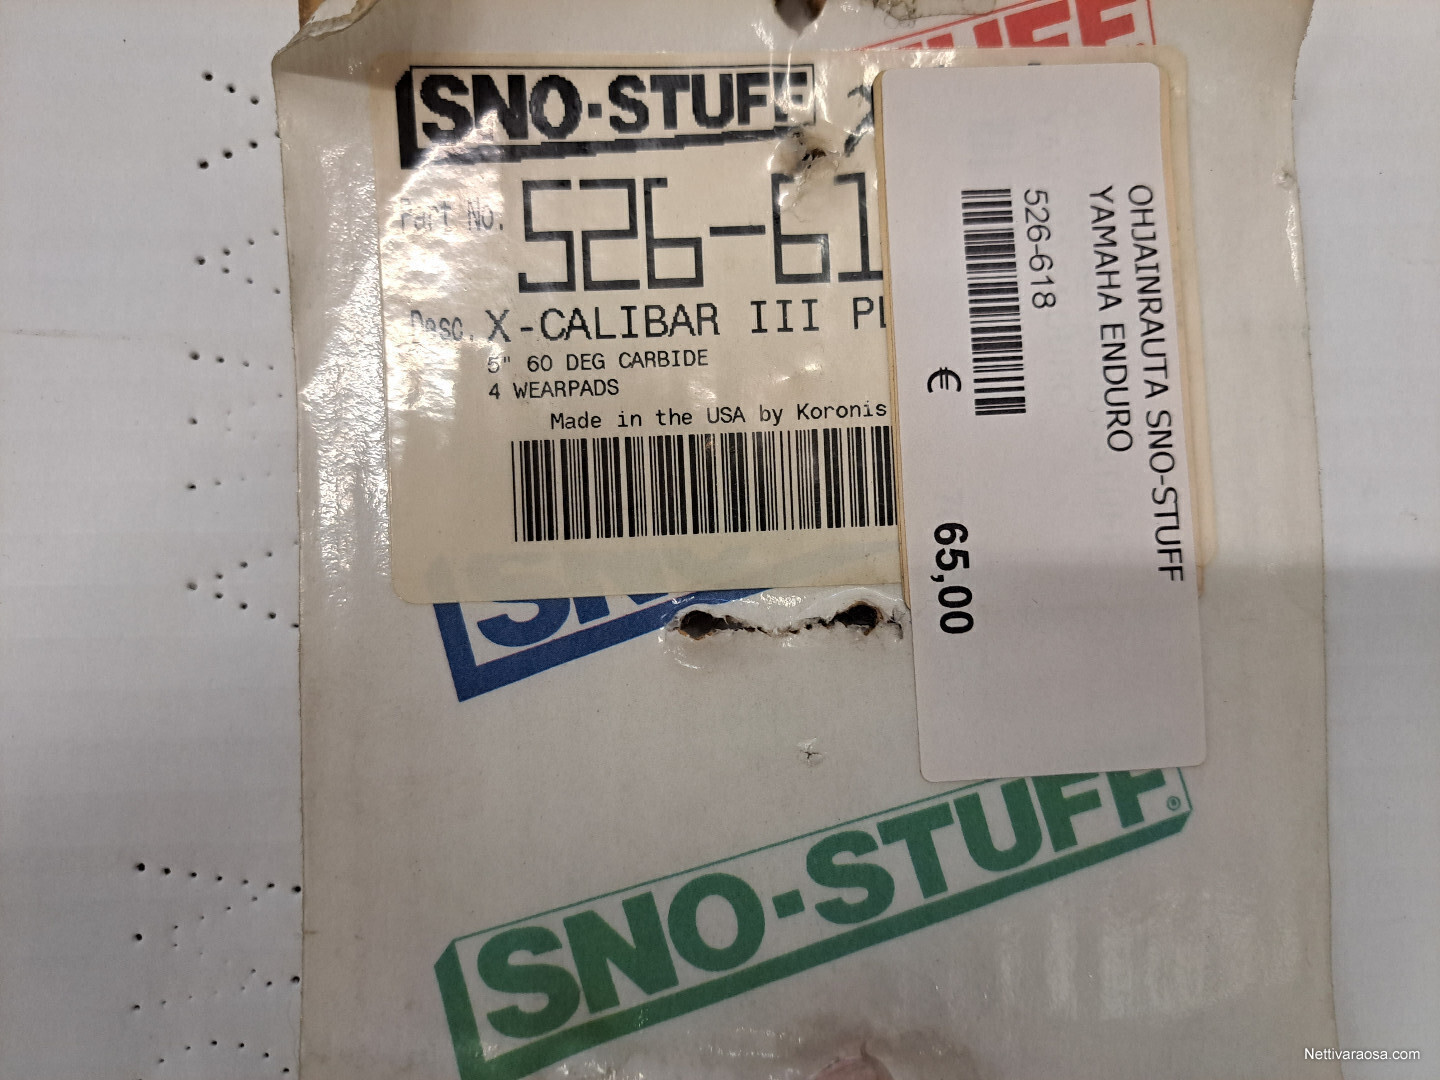 STUFF
SNO-STUFF
Part No. 526-61
Desc. X-CALIBAR III PL
5" 60 DEG CARBIDE
4 WEARPADS
Made in the USA by Koronis
OHJAINRAUTA SNO-STUFF
YAMAHA ENDURO
526-618
€ 65,00
SNO-STUFF®
Nettivaraosa.com